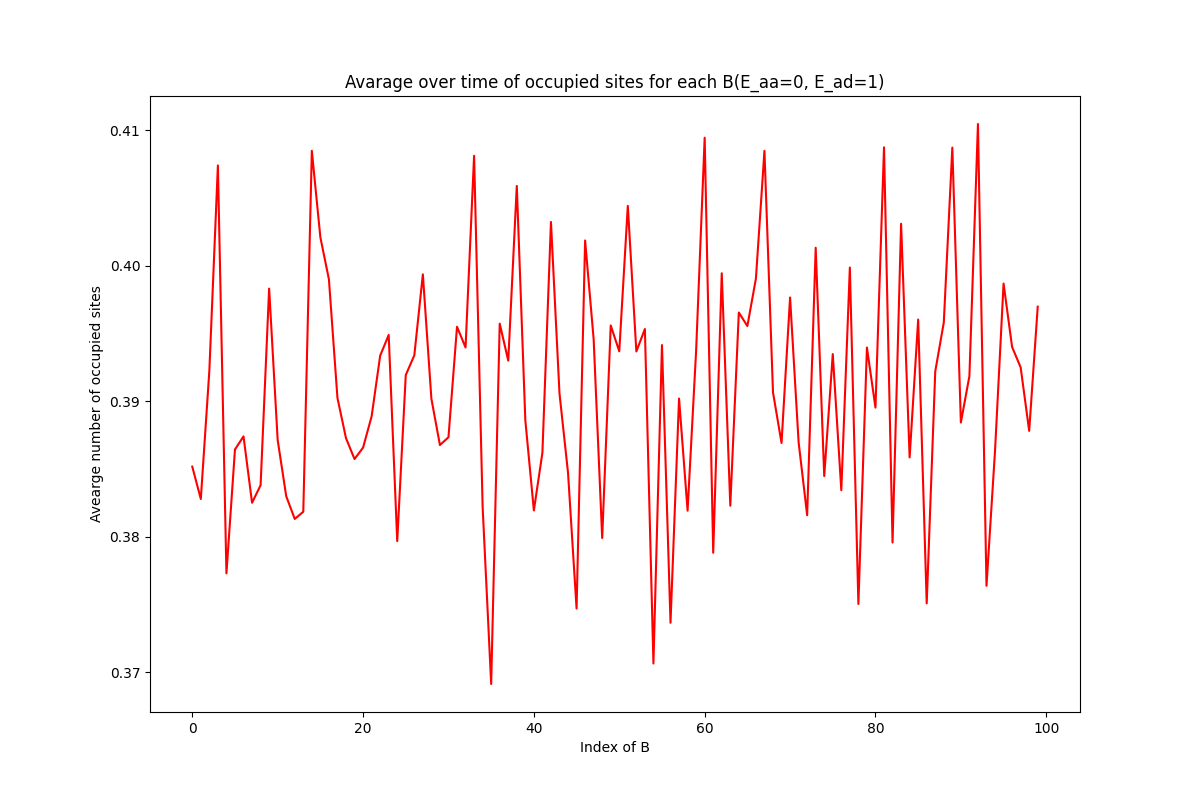 Avarage over time of occupied sites for each B(E_aa=0, E_ad=1)
0.41
0.40
0.39
0.38
0.37
Avearge number of occupied sites
0 20 40 60 80 100
Index of B